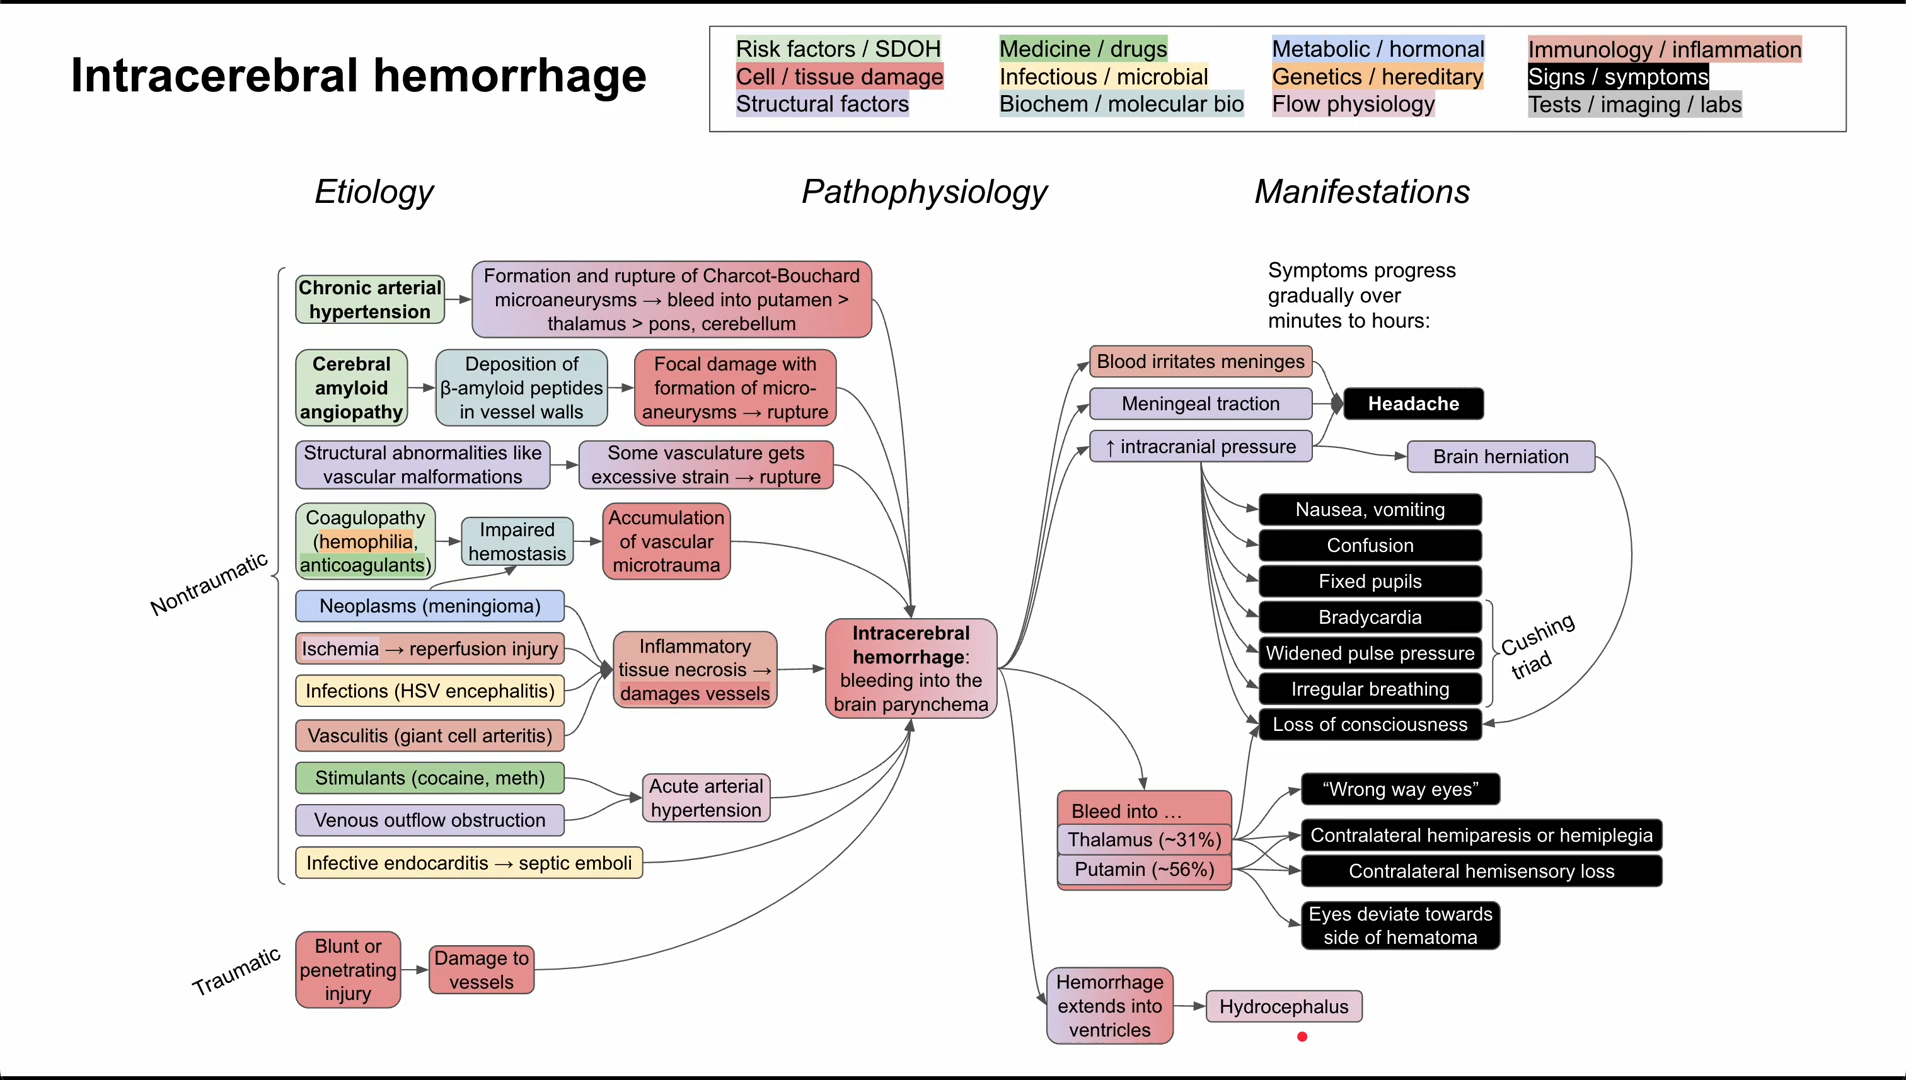 Intracerebral hemorrhage
Risk factors / SDOH
Cell / tissue damage
Structural factors
Medicine / drugs
Infectious / microbial
Biochem / molecular bio
Metabolic / hormonal
Genetics / hereditary
Flow physiology
Immunology / inflammation
Signs / symptoms
Tests / imaging / labs
Etiology
Pathophysiology
Manifestations
Nontraumatic
Chronic arterial
hypertension
Formation and rupture of Charcot-Bouchard
microaneurysms → bleed into putamen >
thalamus > pons, cerebellum
Cerebral
amyloid
angiopathy
Deposition of
β-amyloid peptides
in vessel walls
Focal damage with
formation of micro-
aneurysms → rupture
Structural abnormalities like
vascular malformations
Some vasculature gets
excessive strain → rupture
Coagulopathy
(hemophilia,
anticoagulants)
Impaired
hemostasis
Accumulation
of vascular
microtrauma
Neoplasms (meningioma)
Ischemia → reperfusion injury
Infections (HSV encephalitis)
Vasculitis (giant cell arteritis)
Inflammatory
tissue necrosis →
damages vessels
Stimulants (cocaine, meth)
Venous outflow obstruction
Acute arterial
hypertension
Infective endocarditis → septic emboli
Traumatic
Blunt or
penetrating
injury
Damage to
vessels
Intracerebral
hemorrhage:
bleeding into the
brain parynchema
Symptoms progress
gradually over
minutes to hours:
Blood irritates meninges
Meningeal traction
↑ intracranial pressure
Headache
Brain herniation
Nausea, vomiting
Confusion
Fixed pupils
Bradycardia
Widened pulse pressure
Irregular breathing
Cushing
triad
Loss of consciousness
Bleed into …
Thalamus (~31%)
Putamin (~56%)
“Wrong way eyes”
Contralateral hemiparesis or hemiplegia
Contralateral hemisensory loss
Eyes deviate towards
side of hematoma
Hemorrhage
extends into
ventricles
Hydrocephalus